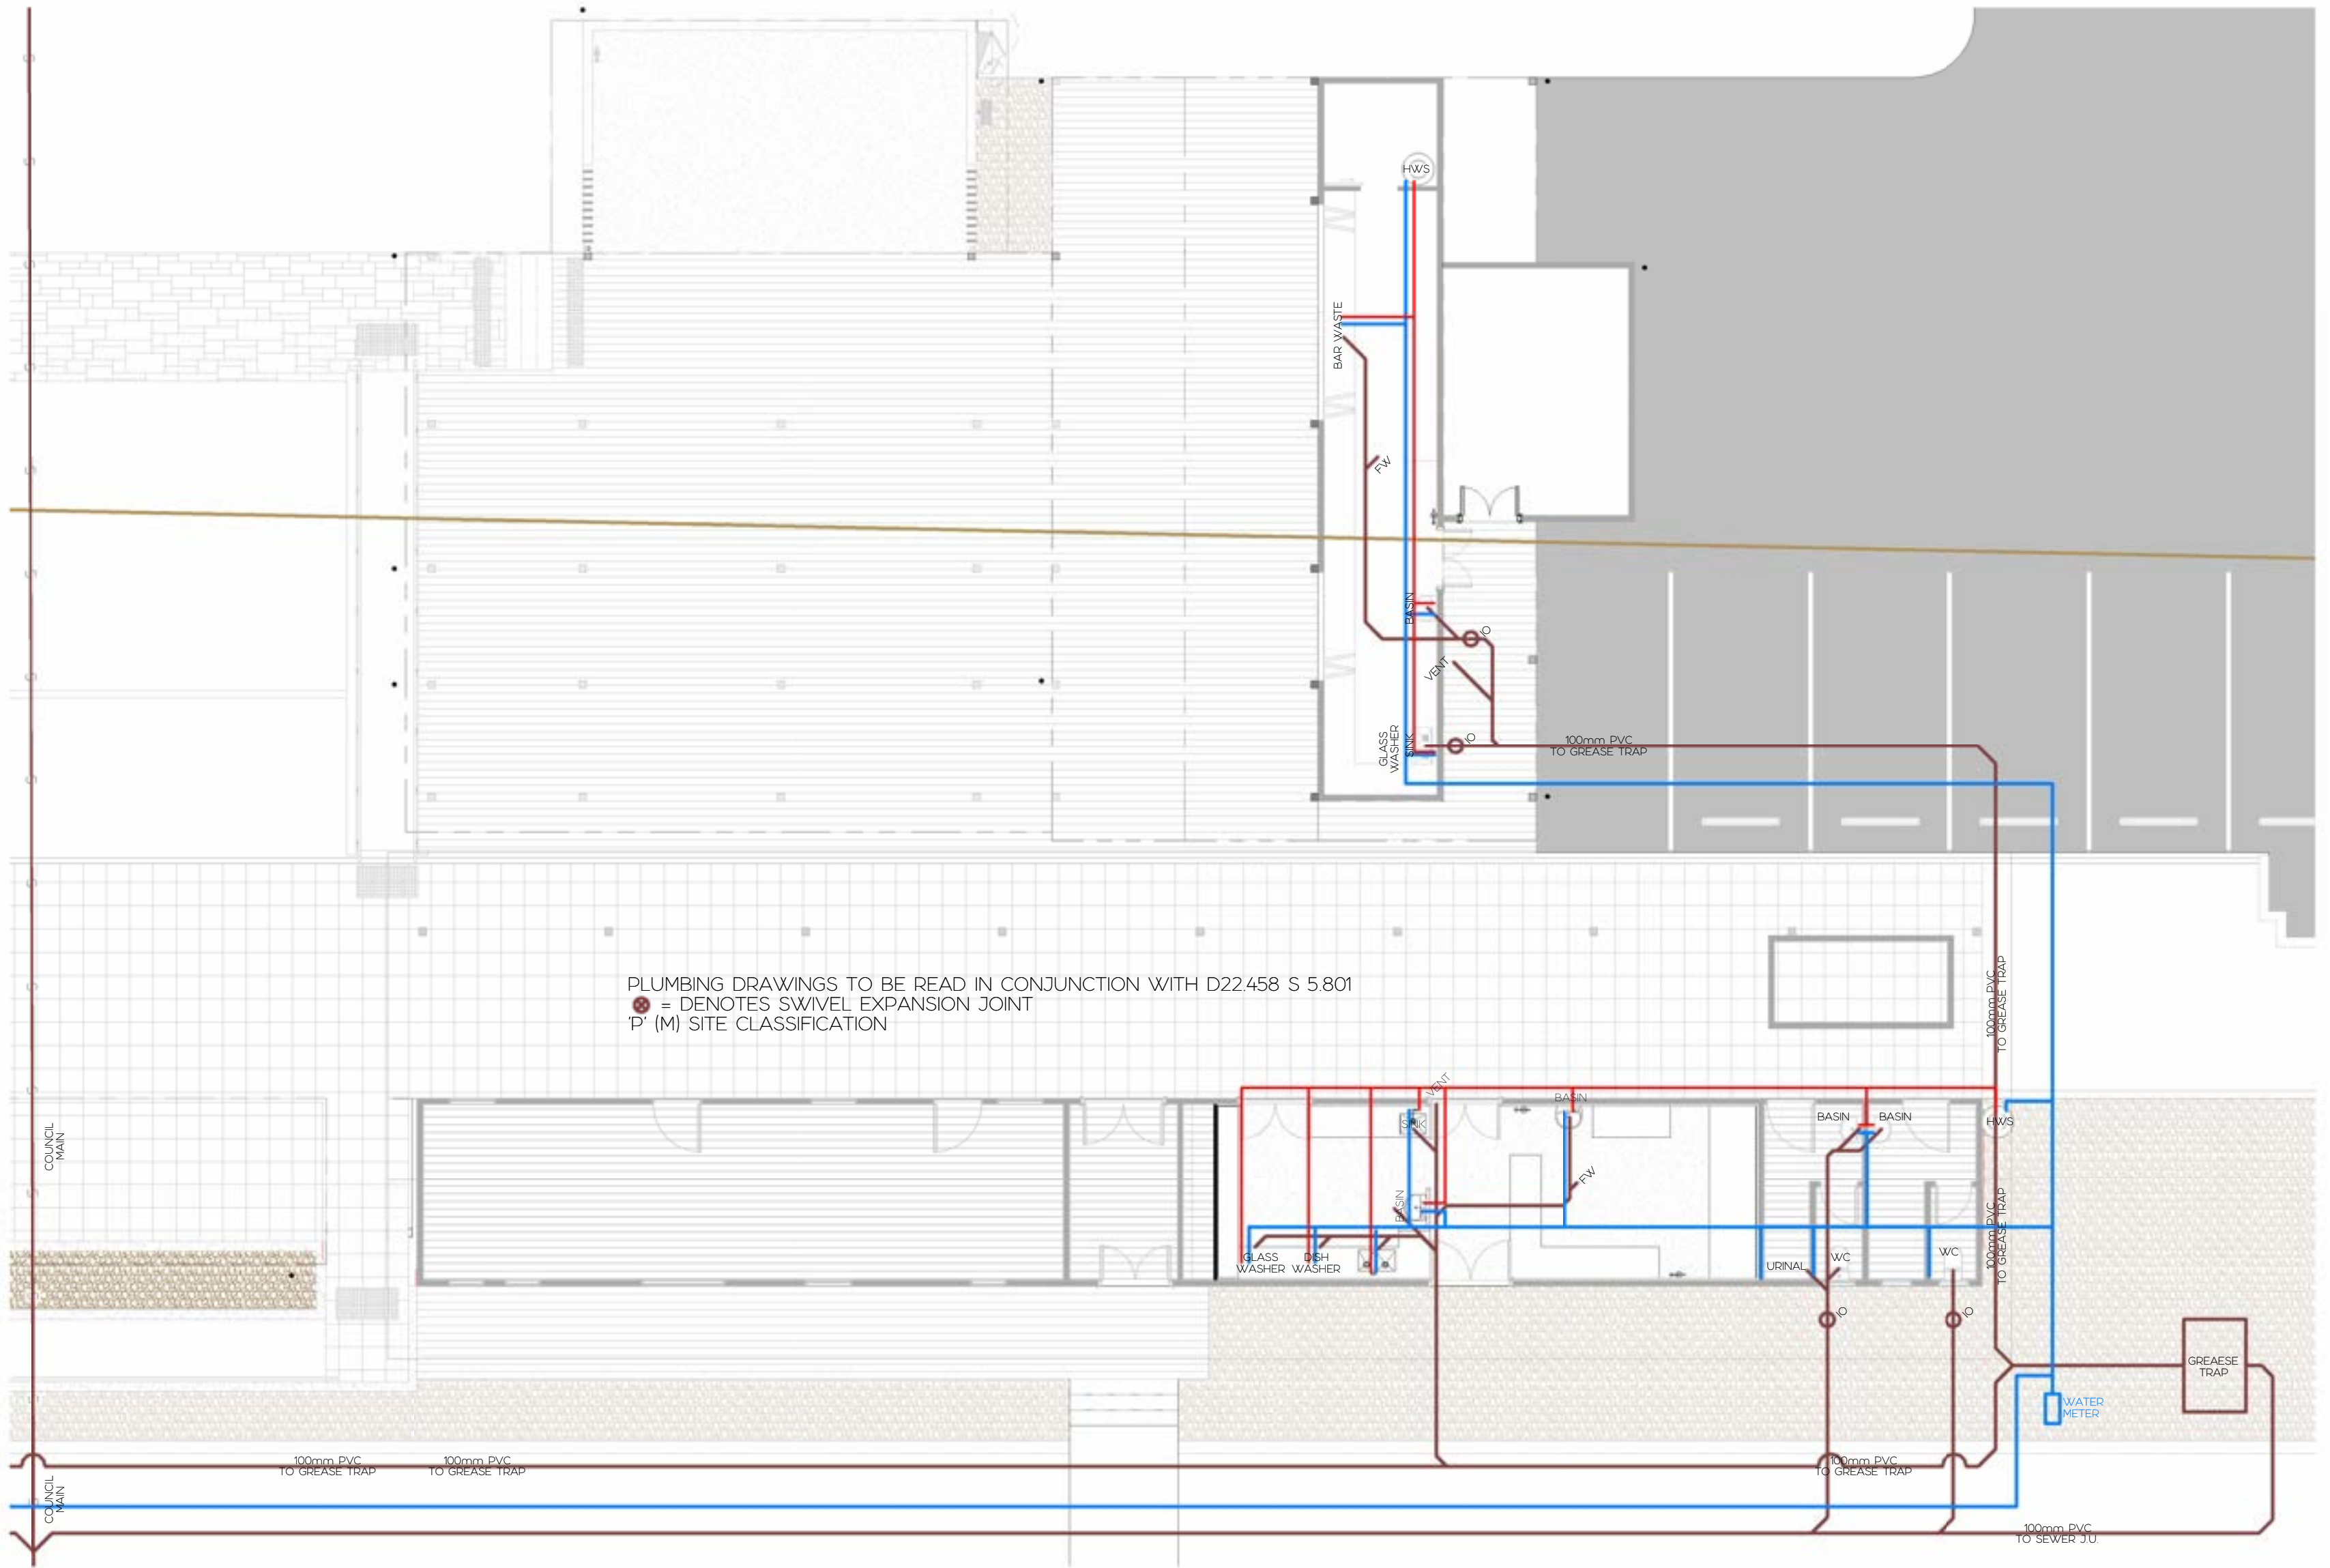 HWS
BAR WASTE
FW
BASIN
IO
VENT
GLASS
WASHER
SINK
IO
100mm PVC
TO GREASE TRAP
100mm PVC
TO GREASE TRAP
PLUMBING DRAWINGS TO BE READ IN CONJUNCTION WITH D22.458 S 5.801
= DENOTES SWIVEL EXPANSION JOINT
'P' (M) SITE CLASSIFICATION
VENT
SINK
BASIN
BASIN
BASIN
HWS
COUNCIL
MAIN
BASIN
FW
100mm PVC
TO GREASE TRAP
GLASS
WASHER
DISH
WASHER
URINAL
WC
WC
IO
IO
GREAESE
TRAP
WATER
METER
100mm PVC
TO GREASE TRAP
100mm PVC
TO GREASE TRAP
100mm PVC
TO GREASE TRAP
COUNCIL
MAIN
100mm PVC
TO SEWER J.U.